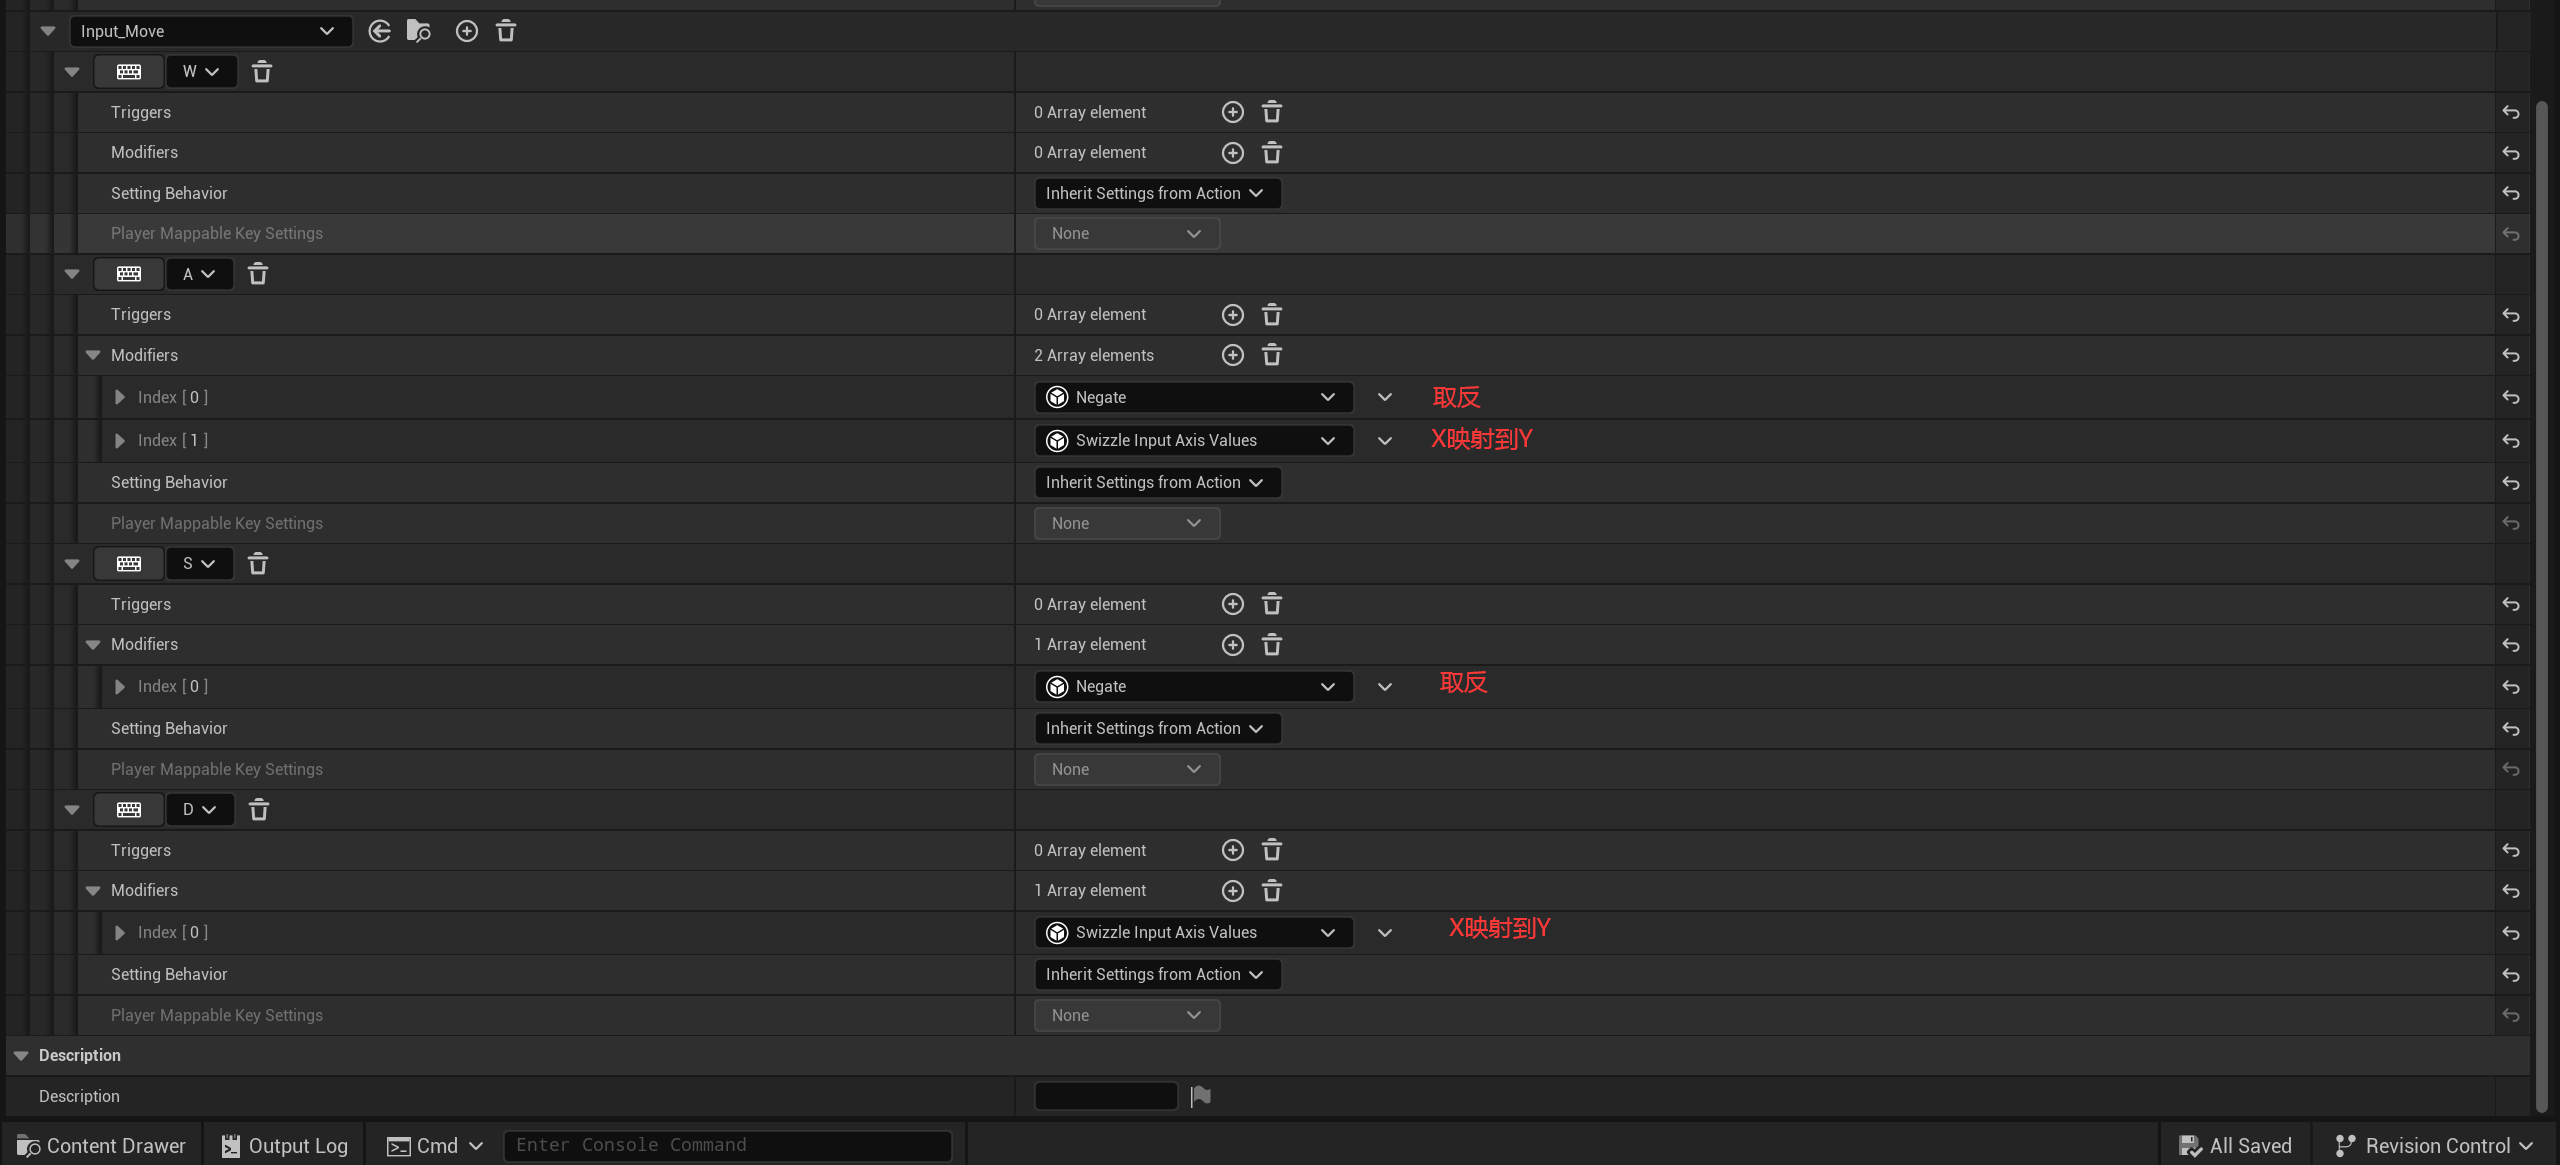 Input_Move
W
Triggers
0 Array element
Modifiers
0 Array element
Setting Behavior
Inherit Settings from Action
Player Mappable Key Settings
None
A
Triggers
0 Array element
Modifiers
2 Array elements
Index [ 0 ]
Negate
取反
Index [ 1 ]
Swizzle Input Axis Values
X映射到Y
Setting Behavior
Inherit Settings from Action
Player Mappable Key Settings
None
S
Triggers
0 Array element
Modifiers
1 Array element
Index [ 0 ]
Negate
取反
Setting Behavior
Inherit Settings from Action
Player Mappable Key Settings
None
D
Triggers
0 Array element
Modifiers
1 Array element
Index [ 0 ]
Swizzle Input Axis Values
X映射到Y
Setting Behavior
Inherit Settings from Action
Player Mappable Key Settings
None
Description
Description
Content Drawer
Output Log
Cmd
Enter Console Command
All Saved
Revision Control